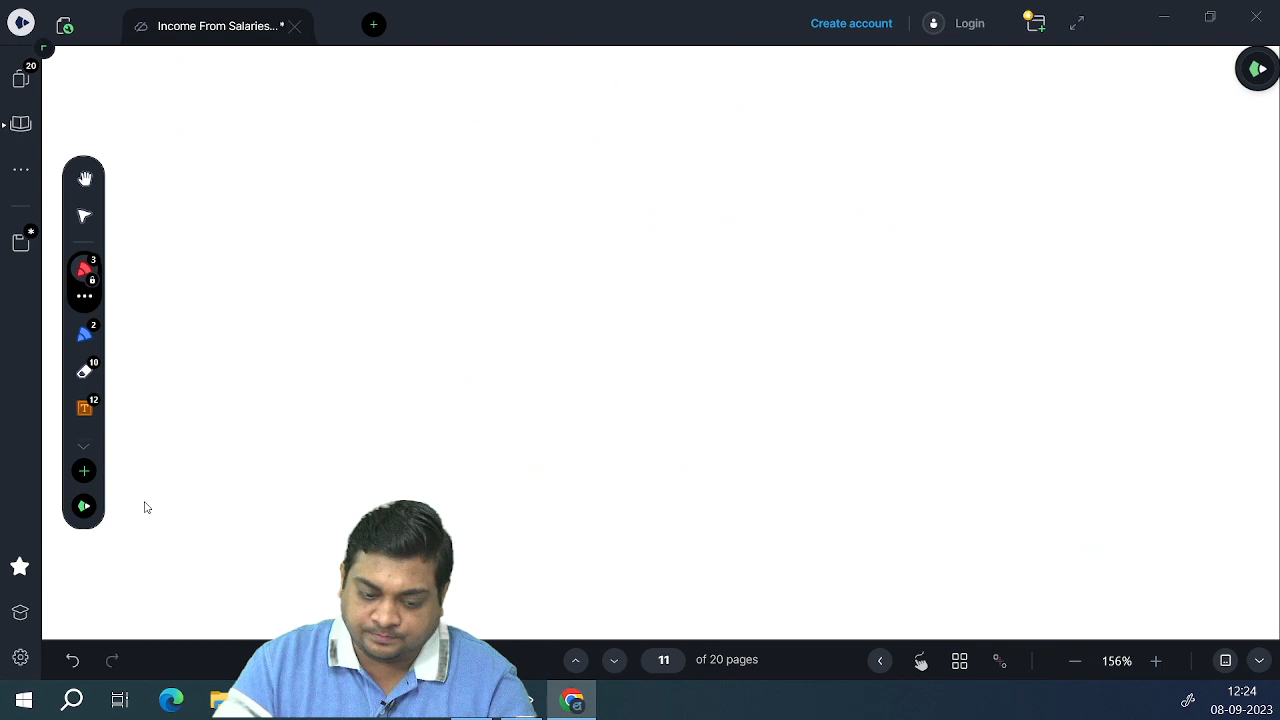 Income From Salaries...*
+
Create account
Login
20
*
3
2
10
12
T
11
of 20 pages
156%
12:24
08-09-2023